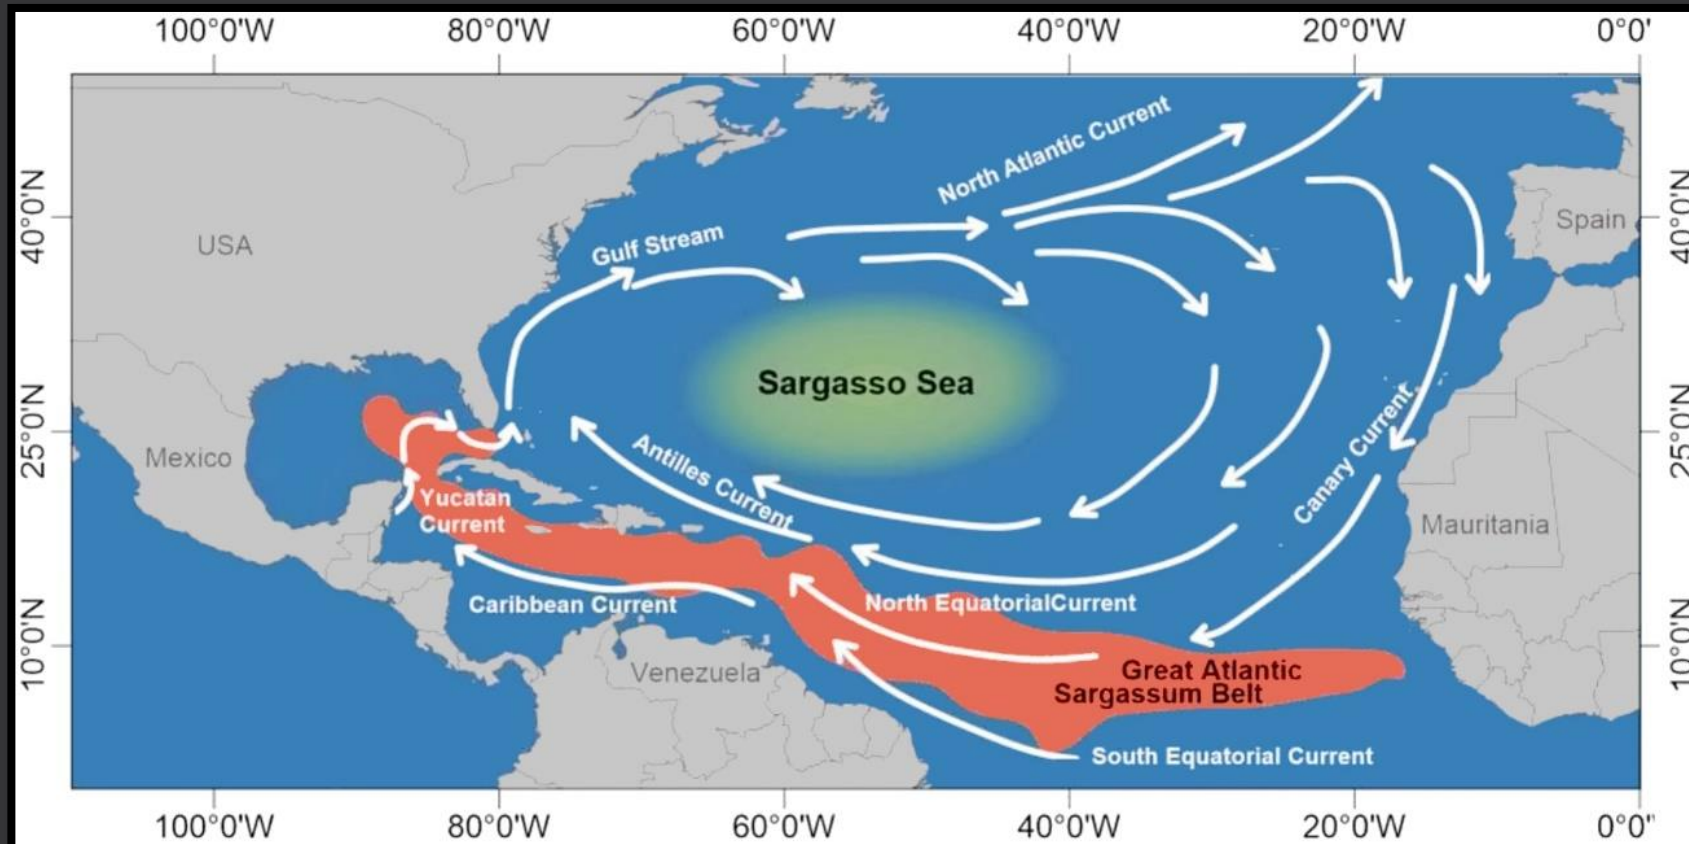 100°0'W 80°0'W 60°0'W 40°0'W 20°0'W 0°0'
North Atlantic Current
40°0'N
40°0'N
USA
Gulf Stream
Spain
Sargasso Sea
25°0'N
25°0'N
Mexico
Antilles Current
Canary Current
Yucatan
Current
Mauritania
Caribbean Current
North EquatorialCurrent
10°0'N
10°0'N
Venezuela
Great Atlantic
Sargassum Belt
South Equatorial Current
100°0'W 80°0'W 60°0'W 40°0'W 20°0'W 0°0'